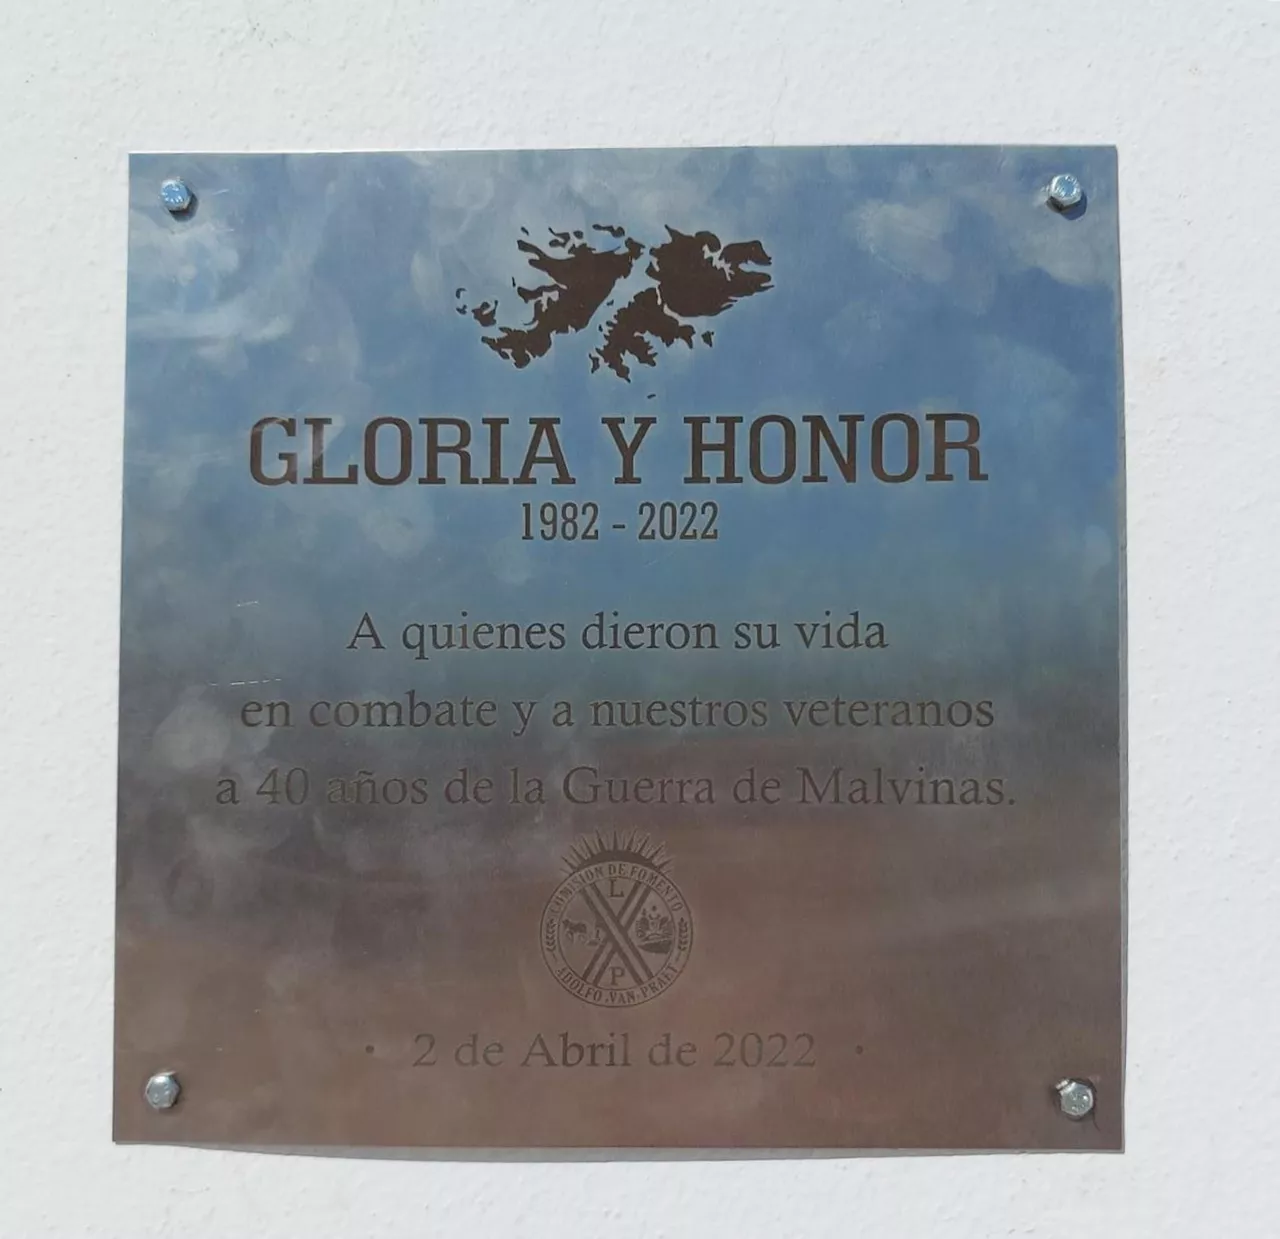 GLORIA Y HONOR
1982 - 2022
A quienes dieron su vida
en combate y a nuestros veteranos
a 40 años de la Guerra de Malvinas.
COMISION DE FOMENTO
L
P
ADOLFO VAN PRAET
· 2 de Abril de 2022 ·